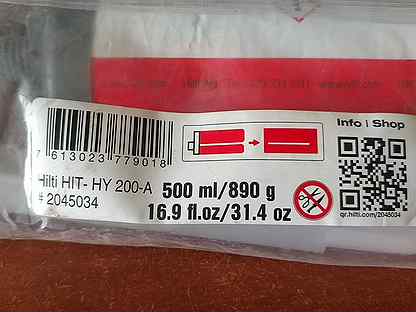 Info | Shop
7 613023 779018
Hilti HIT- HY 200-A
# 2045034
500 ml/890 g
16.9 fl.oz/31.4 oz
qr.hilti.com/2045034